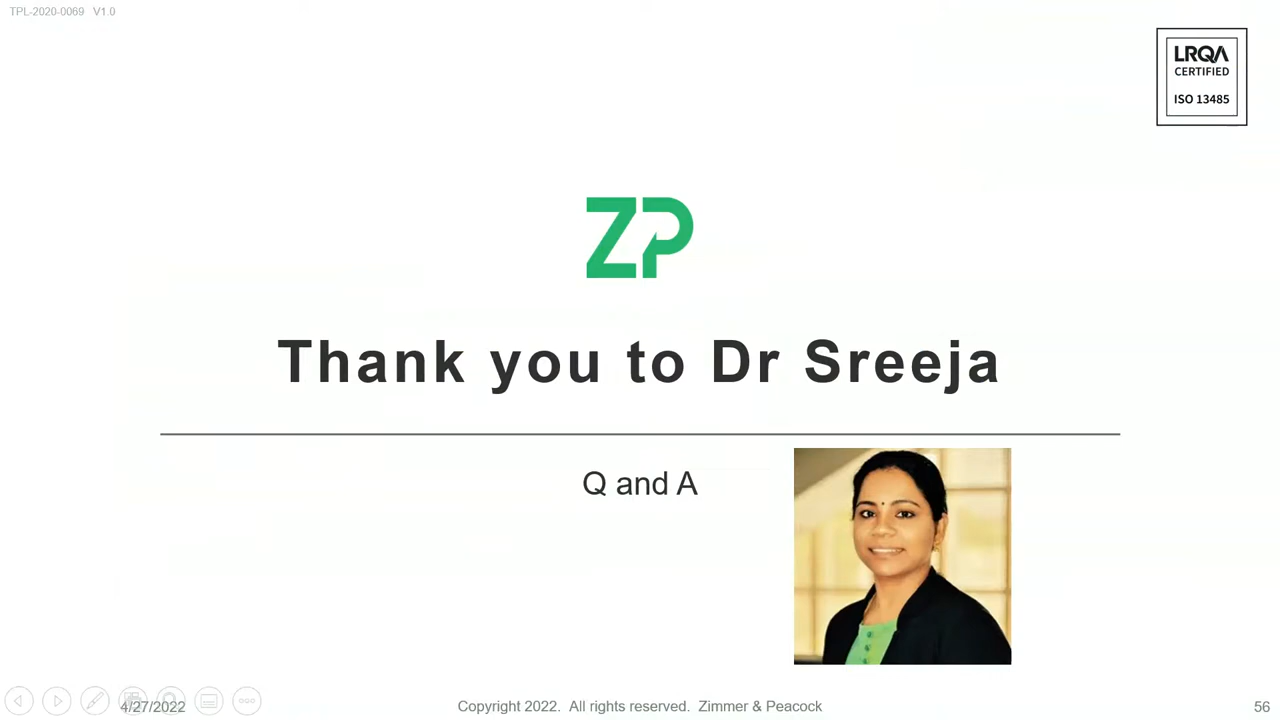 TPL-2020-0069 V1.0
LRQA
CERTIFIED
ISO 13485
ZP
Thank you to Dr Sreeja
Q and A
4/27/2022
Copyright 2022. All rights reserved. Zimmer & Peacock
56